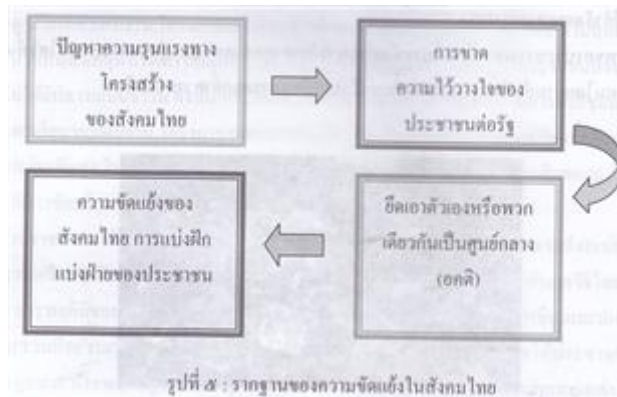 ปัญหาความรุนแรงทาง
โครงสร้าง
ของสังคมไทย
การขาด
ความไว้วางใจของ
ประชาชนต่อรัฐ
ยึดเอาตัวเองหรือพวก
เดียวกันเป็นศูนย์กลาง
(อคติ)
ความขัดแย้งของ
สังคมไทย การแบ่งฝัก
แบ่งฝ่ายของประชาชน
รูปที่ ๕ : รากฐานของความขัดแย้งในสังคมไทย